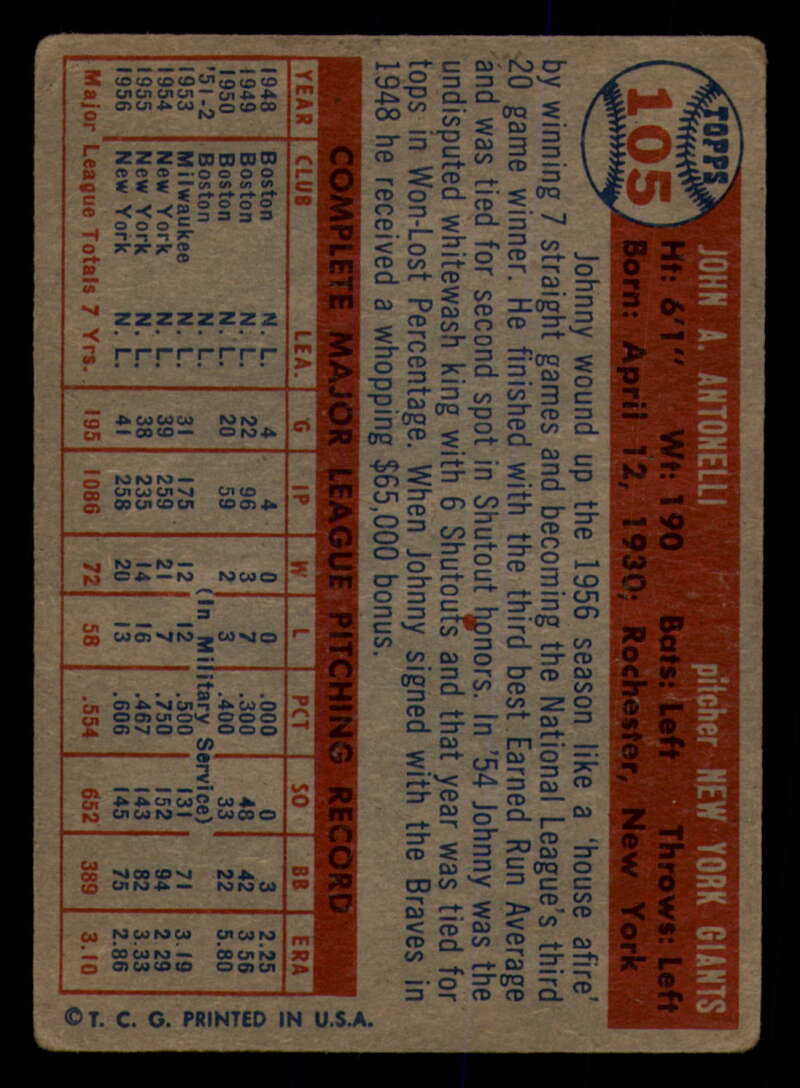 TOPPS
105
JOHN A. ANTONELLI pitcher NEW YORK GIANTS
Ht: 6'1" Wt: 190 Bats: Left Throws: Left
Born: April 12, 1930; Rochester, New York
Johnny wound up the 1956 season like a 'house afire'
by winning 7 straight games and becoming the National League's third
20 game winner. He finished with the third best Earned Run Average
and was tied for second spot in Shutout honors. In '54 Johnny was the
undisputed whitewash king with 6 Shutouts and that year was tied for
tops in Won-Lost Percentage. When Johnny signed with the Braves in
1948 he received a whopping $65,000 bonus.
COMPLETE MAJOR LEAGUE PITCHING RECORD
YEAR CLUB LEA. G IP W L PCT SO BB ERA
1948 Boston N. L. 4 4 0 0 .000 0 3 2.25
1949 Boston N. L. 22 96 3 7 .300 48 42 3.56
1950 Boston N. L. 20 59 2 3 .400 33 22 5.80
'51-2 Boston N. L. (In Military Service)
1953 Milwaukee N. L. 31 175 12 12 .500 131 71 3.19
1954 New York N. L. 39 259 21 7 .750 152 94 2.29
1955 New York N. L. 38 235 14 16 .467 143 82 3.33
1956 New York N. L. 41 258 20 13 .606 145 75 2.86
Major League Totals 7 Yrs. 195 1086 72 58 .554 652 389 3.10
© T. C. G. PRINTED IN U.S.A.